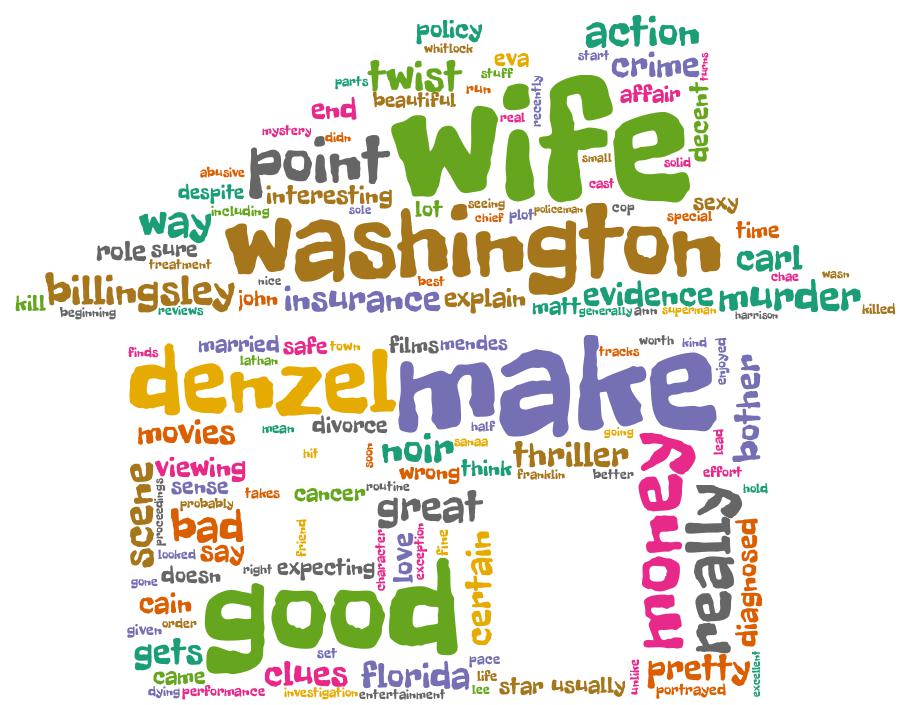 policy
action
whitlock
start
eva
crime
turns
twist
stuff
parts
run
recently
beautiful
affair
decent
end
real
wife
mystery
didn
point
small
solid
abusive
cast
despite
interesting
including
sole
lot
seeing
chief
plot
policeman
cop
special
sexy
way
washington
time
role
sure
treatment
carl
nice
best
chae
wasn
kill
billingsley
john
insurance
explain
evidence
murder
matt
generally
ann
superman
harrison
killed
beginning
reviews
finds
married
safe
town
films
mendes
worth
kind
lathan
tracks
enjoyed
denzel
make
bother
movies
mean
divorce
half
going
lead
hit
soon
noir
sanaa
thriller
money
scene
viewing
wrong
think
franklin
better
effort
proceedings
sense
takes
cancer
routine
hold
probably
great
really
bad
friend
looked
say
character
love
exception
fine
certain
diagnosed
gone
doesn
right
expecting
good
cain
given
order
gets
set
pace
came
clues
florida
life
unlike
pretty
excellent
dying
performance
investigation
entertainment
lee
star
usually
portrayed